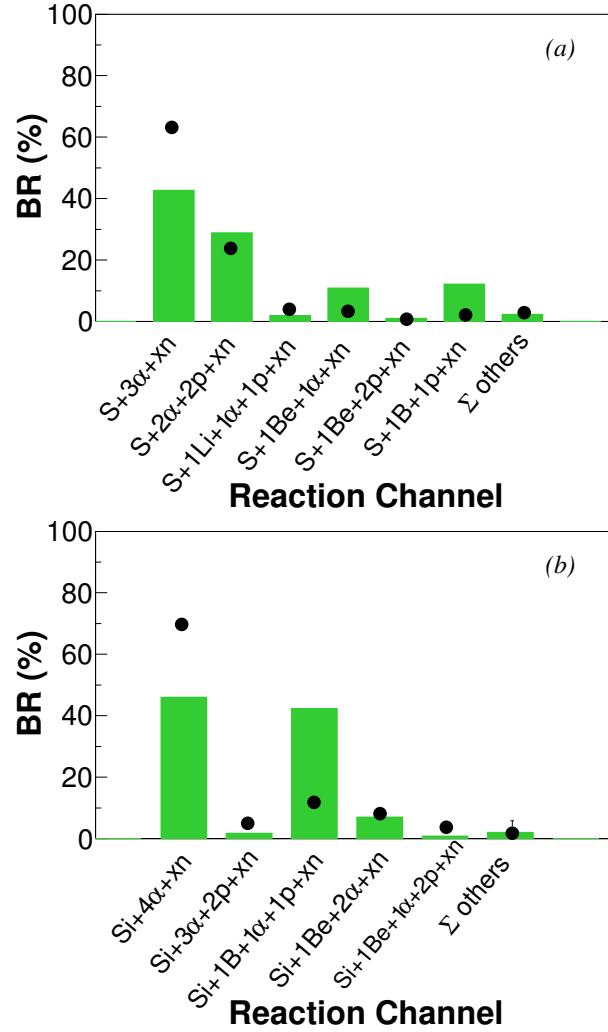 100
(a)
80
60
40
20
0
BR (%)
S+3α+xn
S+2α+2p+xn
S+1Li+1α+1p+xn
S+1Be+1α+xn
S+1Be+2p+xn
S+1B+1p+xn
Σ others
Reaction Channel
100
(b)
80
60
40
20
0
BR (%)
Si+4α+xn
Si+3α+2p+xn
Si+1B+1α+1p+xn
Si+1Be+2α+xn
Si+1Be+1α+2p+xn
Σ others
Reaction Channel